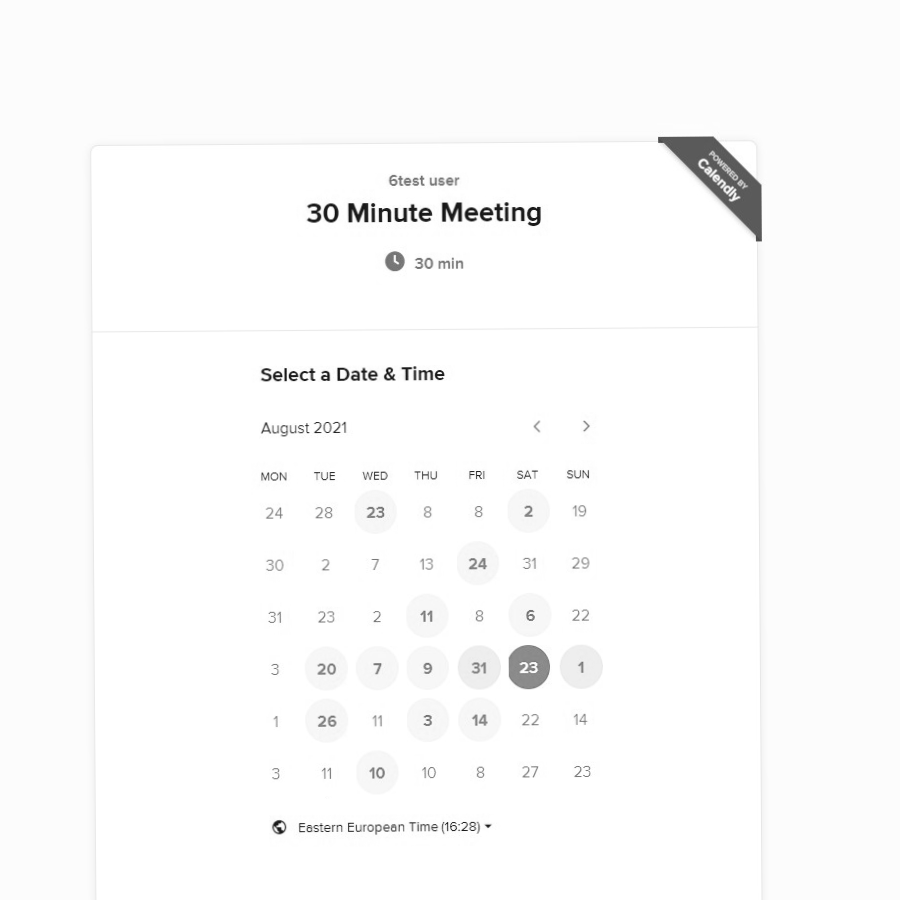 POWERED BY
Calendly
6test user
30 Minute Meeting
30 min
Select a Date & Time
August 2021
MON TUE WED THU FRI SAT SUN
24 28 23 8 8 2 19
30 2 7 13 24 31 29
31 23 2 11 8 6 22
3 20 7 9 31 23 1
1 26 11 3 14 22 14
3 11 10 10 8 27 23
Eastern European Time (16:28)